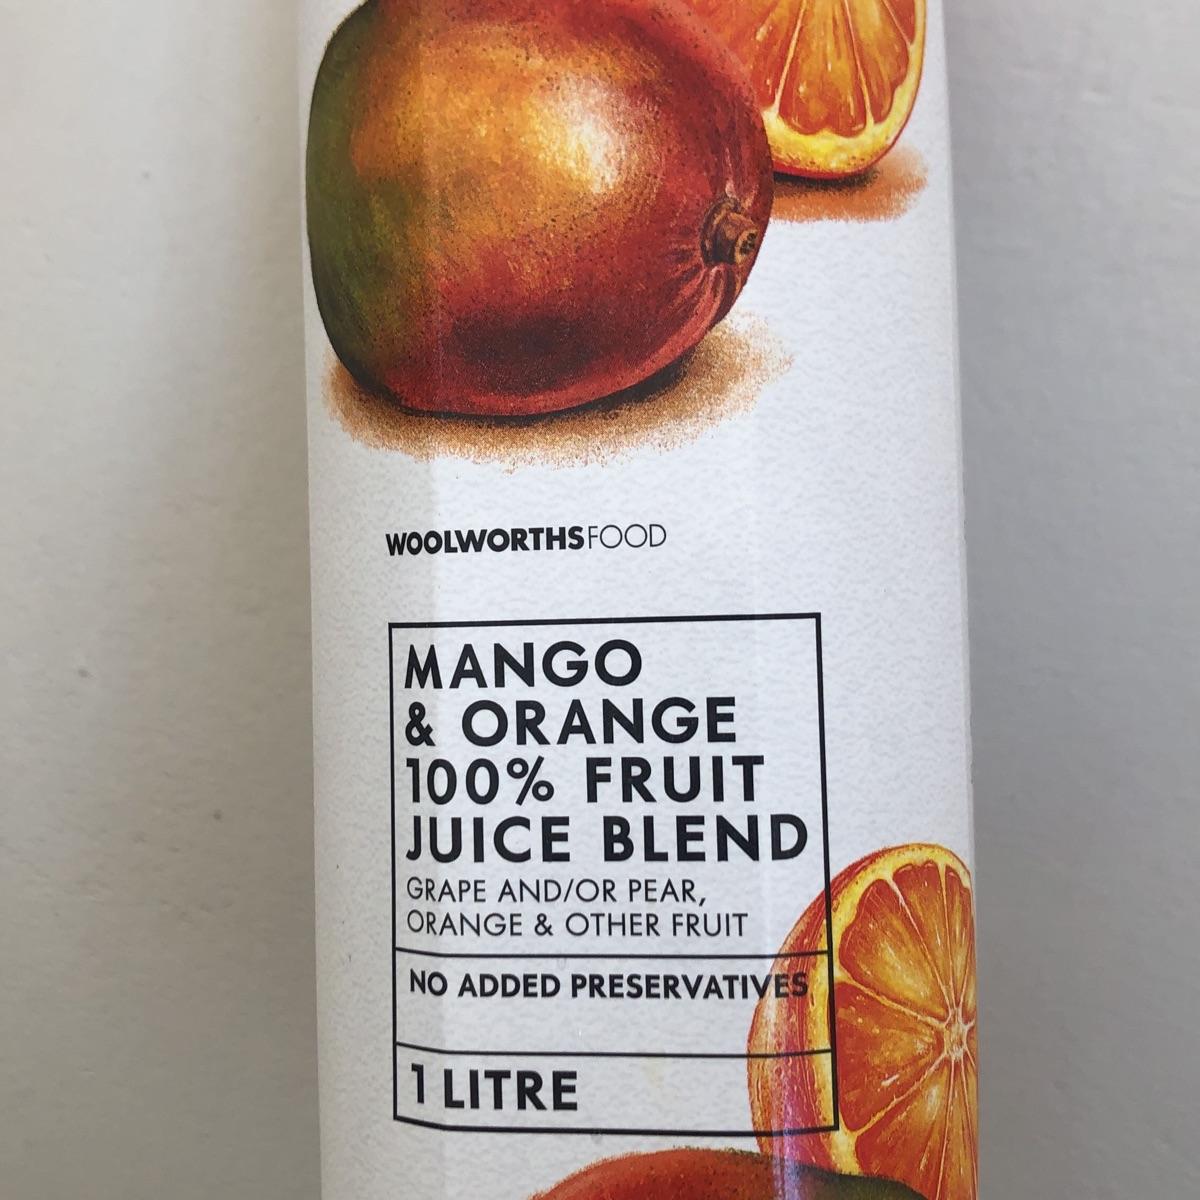 WOOLWORTHSFOOD
MANGO
& ORANGE
100% FRUIT
JUICE BLEND
GRAPE AND/OR PEAR,
ORANGE & OTHER FRUIT
NO ADDED PRESERVATIVES
1 LITRE